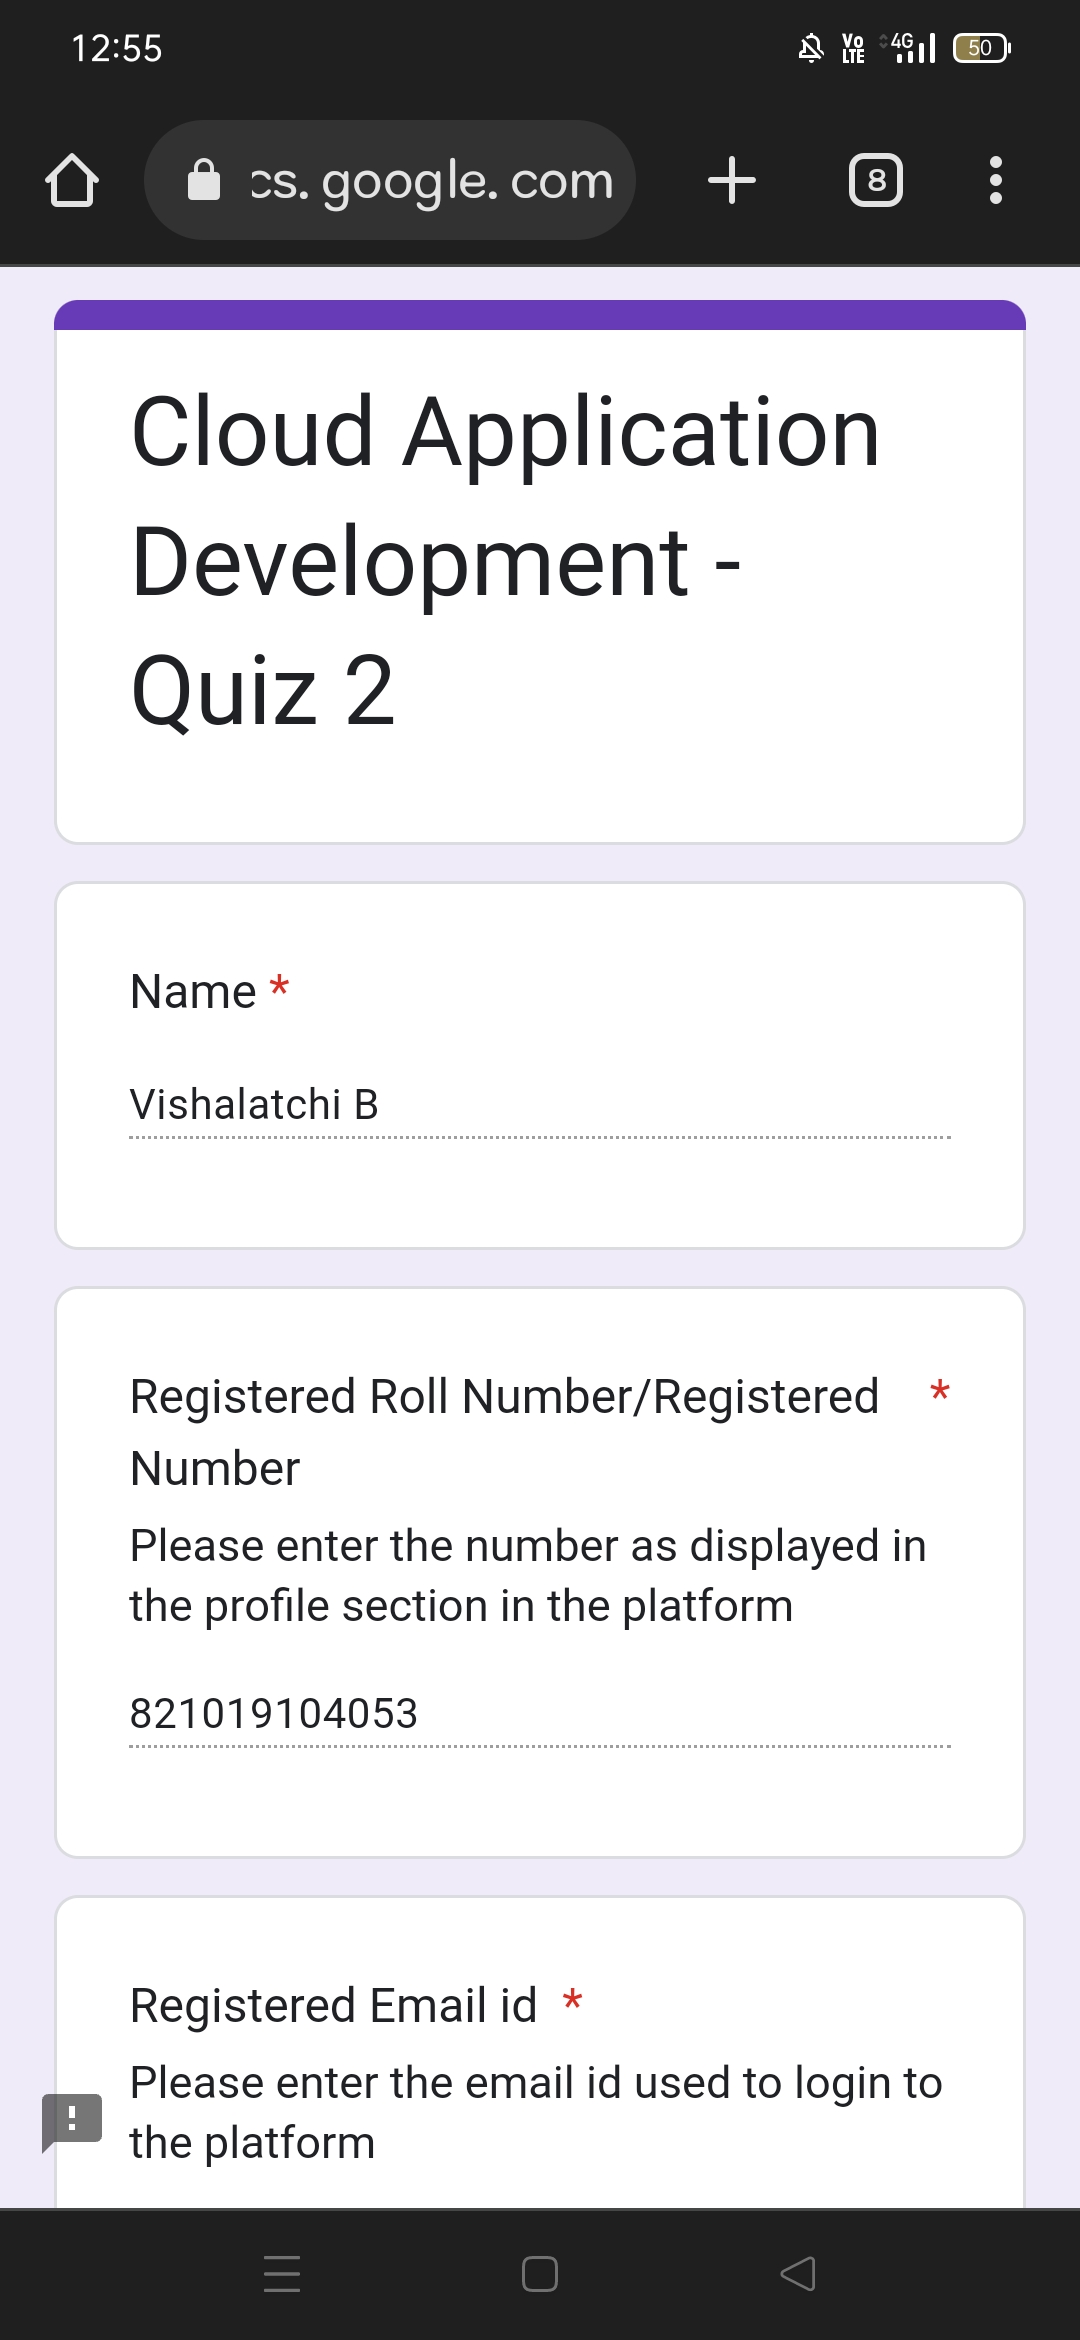 12:55
Vo LTE 4G 50
cs.google.com
8
Cloud Application
Development -
Quiz 2
Name *
Vishalatchi B
Registered Roll Number/Registered *
Number
Please enter the number as displayed in
the profile section in the platform
821019104053
Registered Email id *
Please enter the email id used to login to
the platform